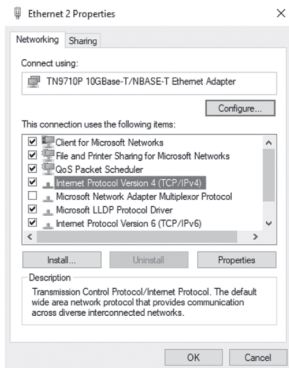 Ethernet 2 Properties
Networking
Sharing
Connect using:
TN9710P 10GBase-T/NBASE-T Ethernet Adapter
Configure...
This connection uses the following items:
Client for Microsoft Networks
File and Printer Sharing for Microsoft Networks
QoS Packet Scheduler
Internet Protocol Version 4 (TCP/IPv4)
Microsoft Network Adapter Multiplexor Protocol
Microsoft LLDP Protocol Driver
Internet Protocol Version 6 (TCP/IPv6)
Install...
Uninstall
Properties
Description
Transmission Control Protocol/Internet Protocol. The default
wide area network protocol that provides communication
across diverse interconnected networks.
OK
Cancel